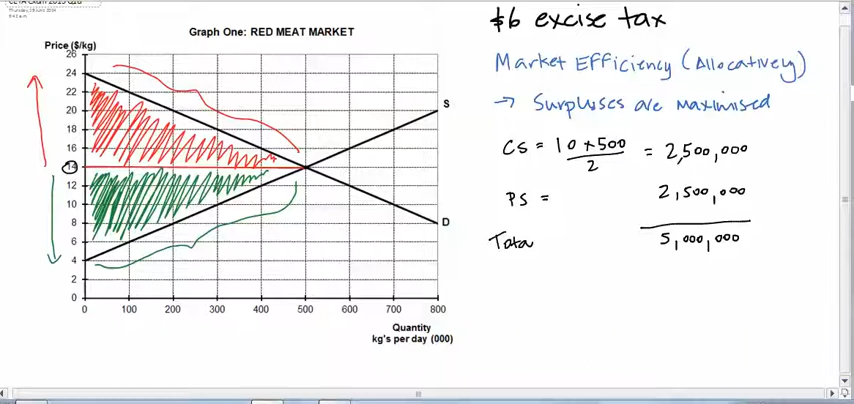 $6 excise tax
Graph One: RED MEAT MARKET
Price ($/kg)
Market Efficiency (Allocatively)
→ Surpluses are maximised
26
24
22
20
18
16
14
12
10
8
6
4
2
0
S
D
0 100 200 300 400 500 600 700 800
Quantity
kg's per day (000)
CS = 10 × 500 = 2,500,000
2
PS = 2,500,000
Total
5,000,000